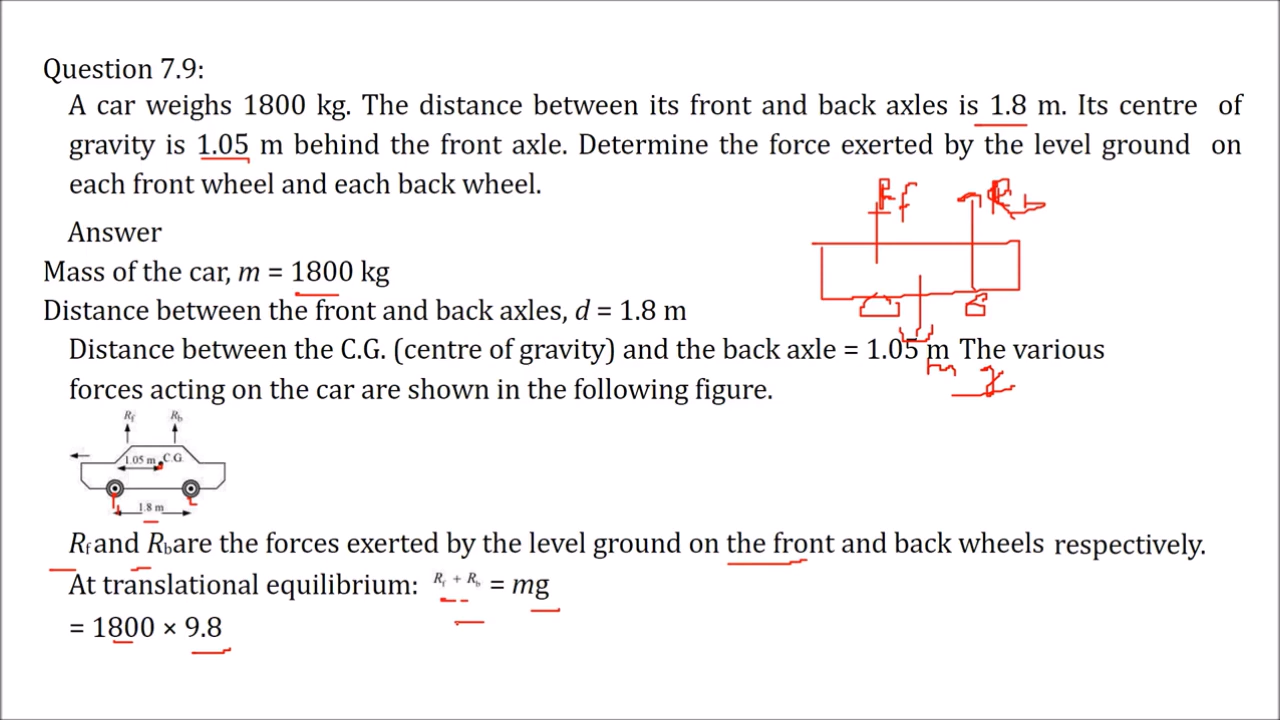 Question 7.9:
A car weighs 1800 kg. The distance between its front and back axles is 1.8 m. Its centre of
gravity is 1.05 m behind the front axle. Determine the force exerted by the level ground on
each front wheel and each back wheel.
Rf Rb
Answer
Mass of the car, m = 1800 kg
Distance between the front and back axles, d = 1.8 m
Distance between the C.G. (centre of gravity) and the back axle = 1.05 m The various
mg
forces acting on the car are shown in the following figure.
Rf Rb
1.05 m C.G.
1.8 m
Rf and Rb are the forces exerted by the level ground on the front and back wheels respectively.
At translational equilibrium: Rf + Rb = mg
= 1800 × 9.8